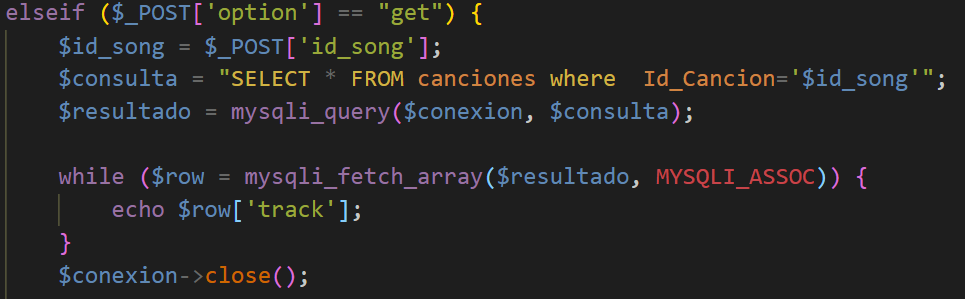 elseif ($_POST['option'] == "get") {
$id_song = $_POST['id_song'];
$consulta = "SELECT * FROM canciones where  Id_Cancion='$id_song'";
$resultado = mysqli_query($conexion, $consulta);
while ($row = mysqli_fetch_array($resultado, MYSQLI_ASSOC)) {
echo $row['track'];
}
$conexion->close();